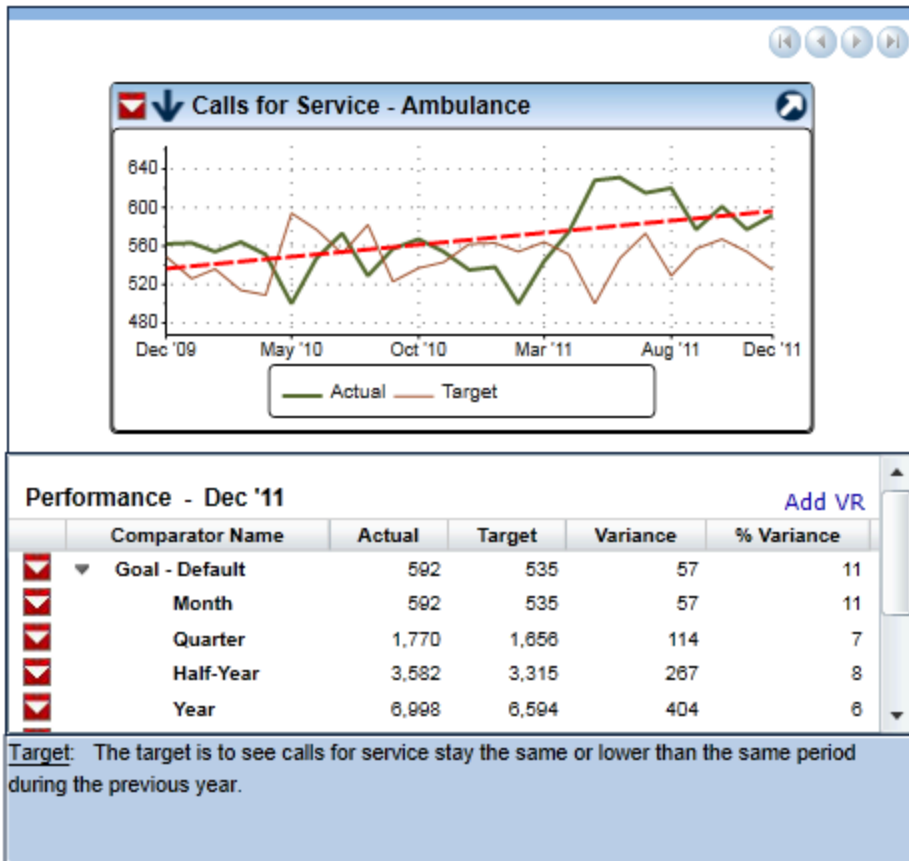 Calls for Service - Ambulance
640
600
560
520
480
Dec '09 May '10 Oct '10 Mar '11 Aug '11 Dec '11
Actual Target
Performance - Dec '11 Add VR
Comparator Name Actual Target Variance % Variance
Goal - Default 592 535 57 11
Month 592 535 57 11
Quarter 1,770 1,656 114 7
Half-Year 3,582 3,315 267 8
Year 6,998 6,594 404 6
Target: The target is to see calls for service stay the same or lower than the same period
during the previous year.